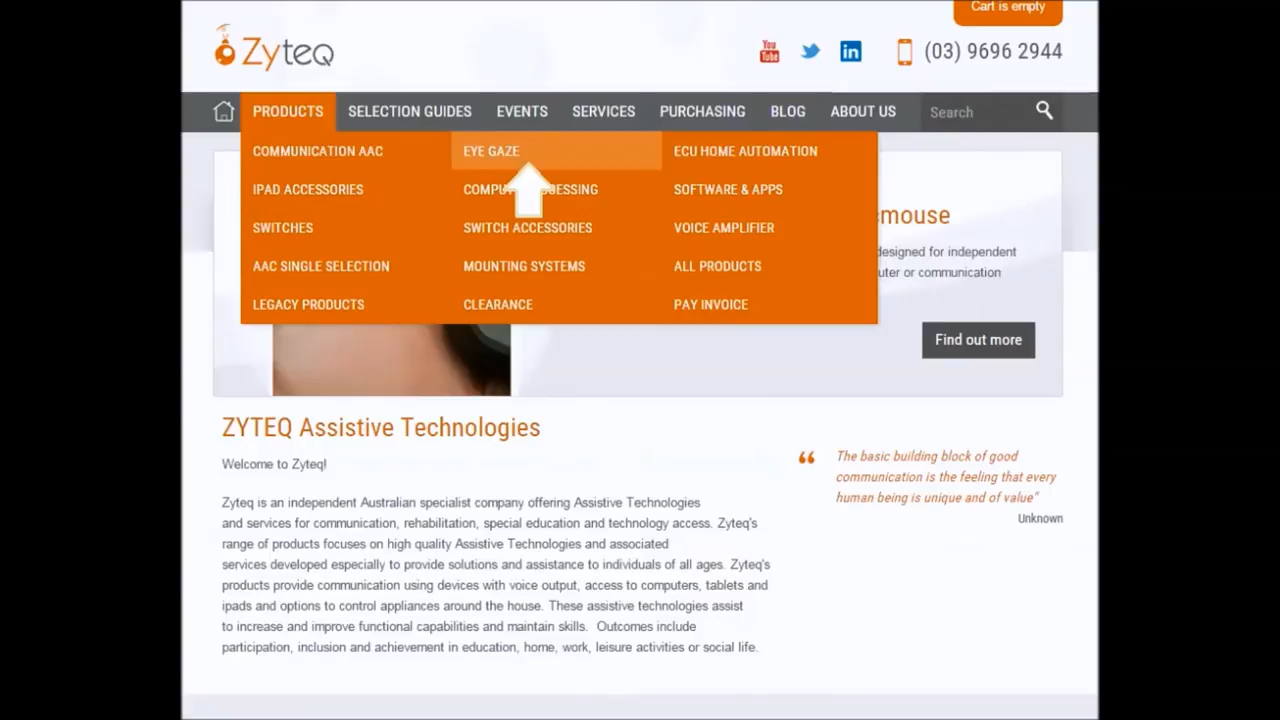 Cart is empty
Zyteq
You Tube
in
(03) 9696 2944
PRODUCTS SELECTION GUIDES EVENTS SERVICES PURCHASING BLOG ABOUT US Search
COMMUNICATION AAC EYE GAZE ECU HOME AUTOMATION
IPAD ACCESSORIES SOFTWARE & APPS
SWITCHES SWITCH ACCESSORIES VOICE AMPLIFIER
AAC SINGLE SELECTION MOUNTING SYSTEMS ALL PRODUCTS
LEGACY PRODUCTS CLEARANCE PAY INVOICE
designed for independent
or communication
Find out more
ZYTEQ Assistive Technologies
Welcome to Zyteq!
Zyteq is an independent Australian specialist company offering Assistive Technologies
and services for communication, rehabilitation, special education and technology access. Zyteq's
range of products focuses on high quality Assistive Technologies and associated
services developed especially to provide solutions and assistance to individuals of all ages. Zyteq's
products provide communication using devices with voice output, access to computers, tablets and
ipads and options to control appliances around the house. These assistive technologies assist
to increase and improve functional capabilities and maintain skills. Outcomes include
participation, inclusion and achievement in education, home, work, leisure activities or social life.
“ The basic building block of good
communication is the feeling that every
human being is unique and of value"
Unknown